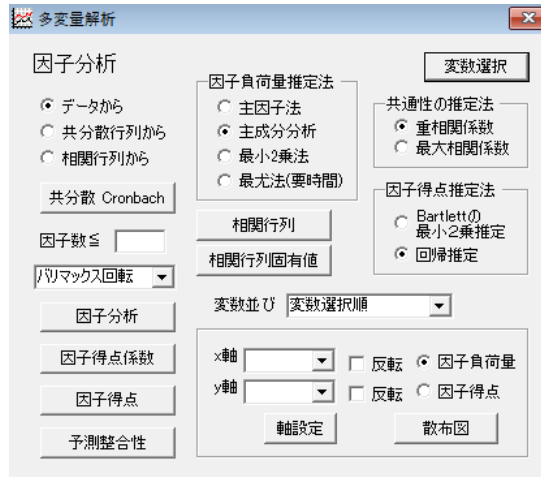 多変量解析
因子分析
データから
共分散行列から
相関行列から
共分散 Cronbach
因子数≦
バリマックス回転
因子分析
因子得点係数
因子得点
予測整合性
因子負荷量推定法
主因子法
主成分分析
最小2乗法
最尤法(要時間)
相関行列
相関行列固有値
変数選択
共通性の推定法
重相関係数
最大相関係数
因子得点推定法
Bartlettの
最小2乗推定
回帰推定
変数並び 変数選択順
x軸 反転 因子負荷量
y軸 反転 因子得点
軸設定 散布図